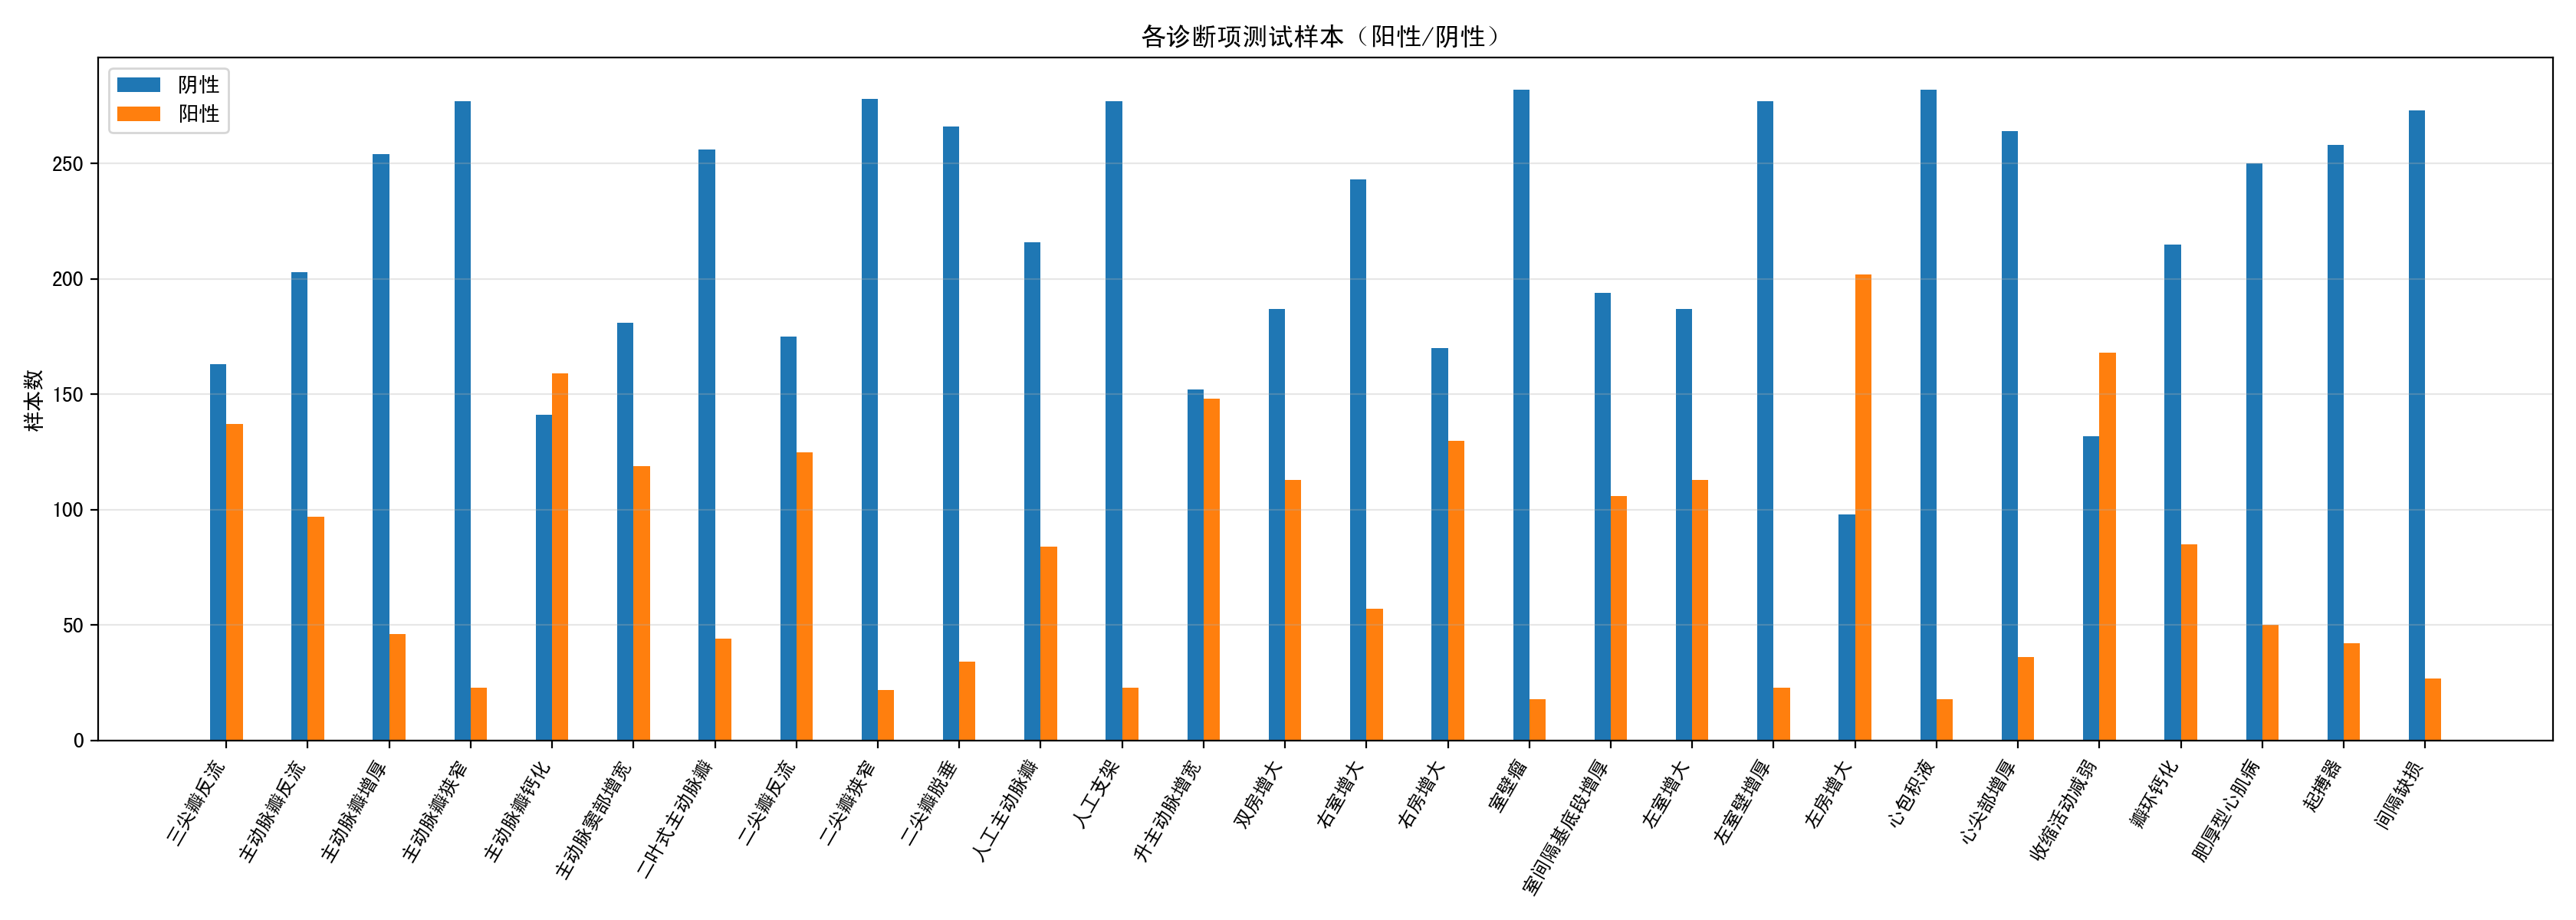 各诊断项测试样本（阳性/阴性）
阴性
阳性
样本数
250
200
150
100
50
0
三尖瓣反流
主动脉瓣反流
主动脉瓣增厚
主动脉瓣狭窄
主动脉瓣钙化
主动脉窦部增宽
二叶式主动脉瓣
二尖瓣反流
二尖瓣狭窄
二尖瓣脱垂
人工主动脉瓣
人工支架
升主动脉增宽
双房增大
右室增大
右房增大
室壁瘤
室间隔基底段增厚
左室增大
左室壁增厚
左房增大
心包积液
心尖部增厚
收缩活动减弱
瓣环钙化
肥厚型心肌病
起搏器
间隔缺损